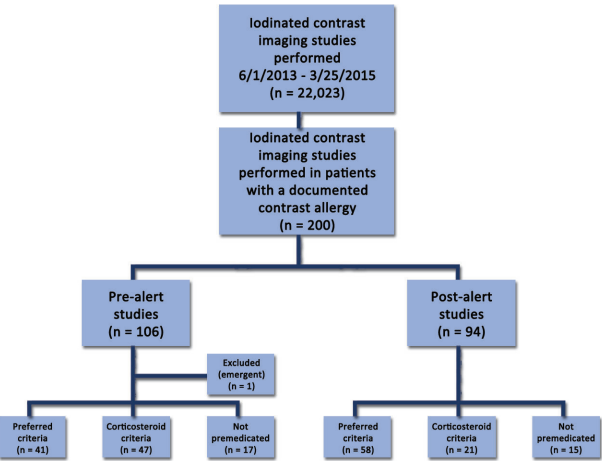 Iodinated contrast
imaging studies
performed
6/1/2013 - 3/25/2015
(n = 22,023)
Iodinated contrast
imaging studies
performed in patients
with a documented
contrast allergy
(n = 200)
Pre-alert
studies
(n = 106)
Post-alert
studies
(n = 94)
Excluded
(emergent)
(n = 1)
Preferred
criteria
(n = 41)
Corticosteroid
criteria
(n = 47)
Not
premedicated
(n = 17)
Preferred
criteria
(n = 58)
Corticosteroid
criteria
(n = 21)
Not
premedicated
(n = 15)